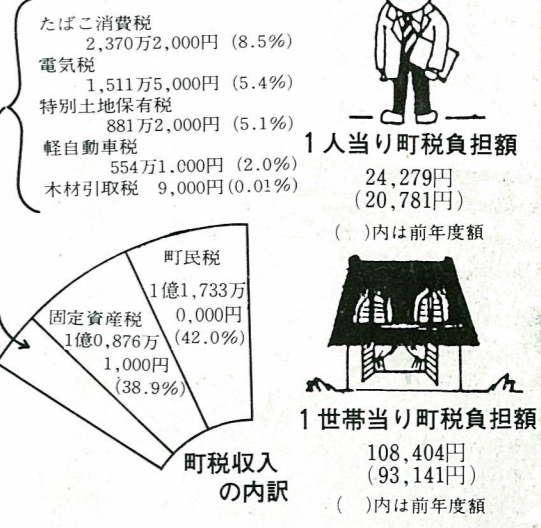 たばこ消費税
2,370万2,000円 (8.5%)
電気税
1,511万5,000円 (5.4%)
特別土地保有税
881万2,000円 (5.1%)
軽自動車税
554万1.000円 (2.0%)
木材引取税 9,000円(0.01%)
1人当り町税負担額
24,279円
(20,781円)
( )内は前年度額
町民税
1億1,733万
0,000円
(42.0%)
固定資産税
1億0,876万
1,000円
(38.9%)
町税収入
の内訳
1世帯当り町税負担額
108,404円
(93,141円)
( )内は前年度額